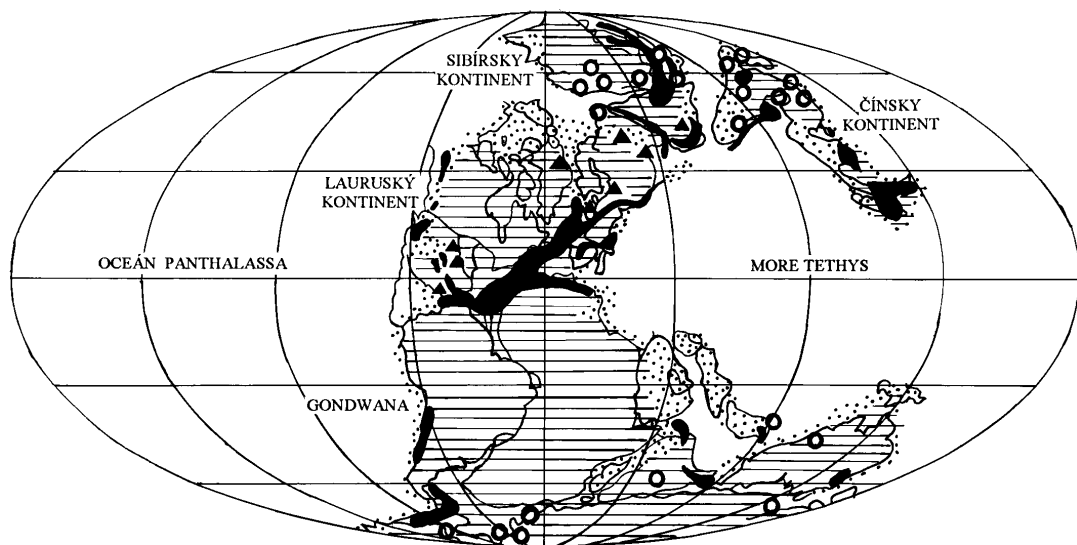 SIBÍRSKY
KONTINENT
ČÍNSKY
KONTINENT
LAURUSKÝ
KONTINENT
OCEÁN PANTHALASSA
MORE TETHYS
GONDWANA